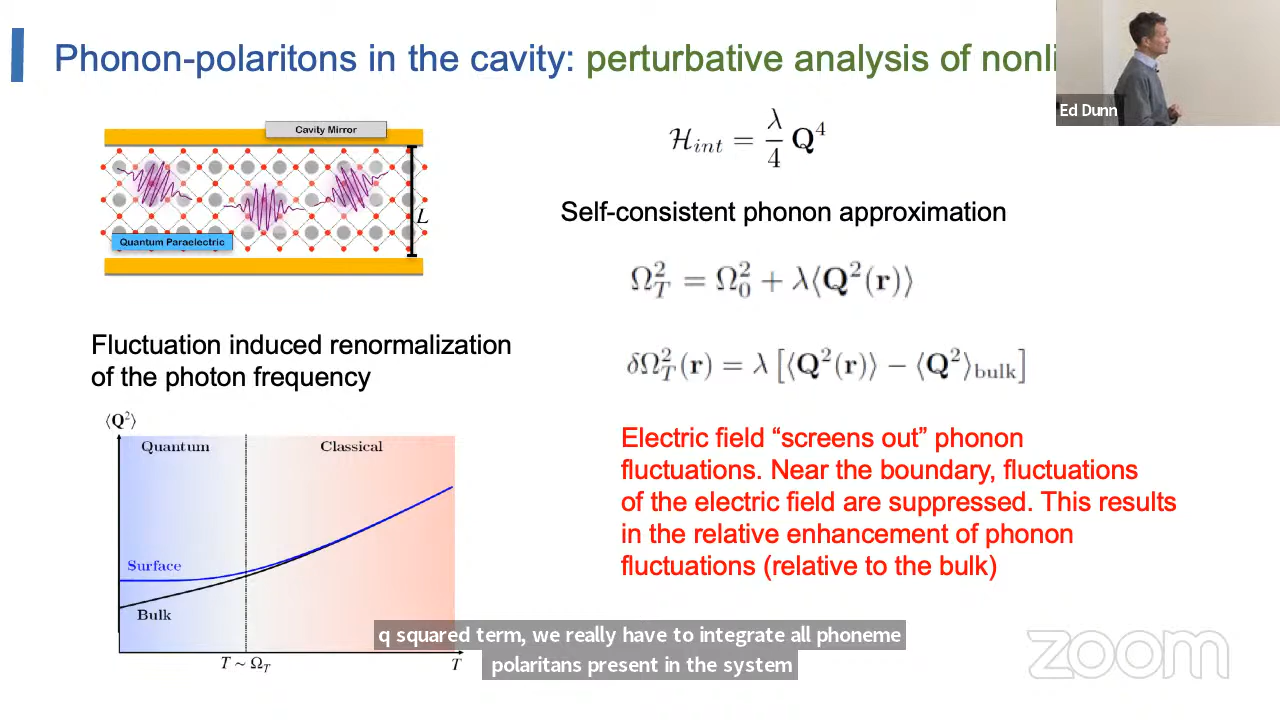 Phonon-polaritons in the cavity: perturbative analysis of nonli
Ed Dunn
Cavity Mirror
L
Quantum Paraelectric
ℋ_int = λ/4 Q⁴
Self-consistent phonon approximation
Ω_T² = Ω_0² + λ⟨Q²(r)⟩
δΩ_T²(r) = λ [⟨Q²(r)⟩ − ⟨Q²⟩_bulk]
Fluctuation induced renormalization
of the photon frequency
⟨Q²⟩
Quantum
Classical
Surface
Bulk
T ~ Ω_T
T
Electric field “screens out” phonon
fluctuations. Near the boundary, fluctuations
of the electric field are suppressed. This results
in the relative enhancement of phonon
fluctuations (relative to the bulk)
q squared term, we really have to integrate all phoneme
polaritans present in the system
zoom